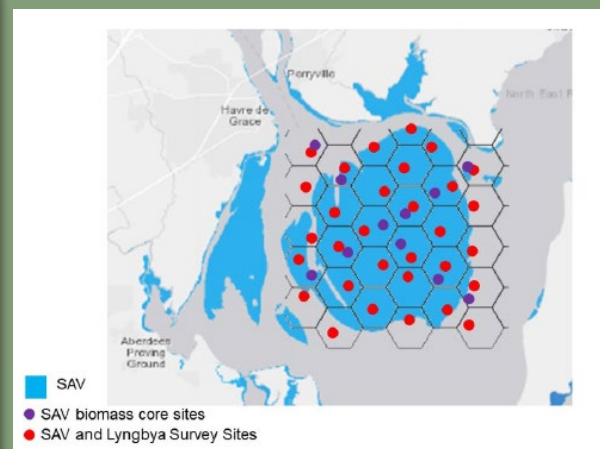 Perryville
Havre de
Grace
North East R
Aberdeen
Proving
Ground
SAV
SAV biomass core sites
SAV and Lyngbya Survey Sites